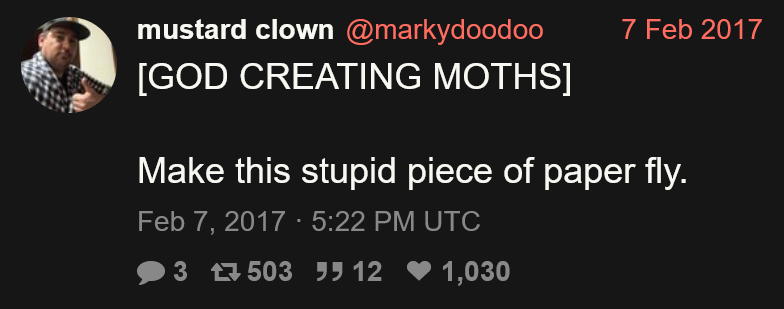 mustard clown @markydoodoo 7 Feb 2017
[GOD CREATING MOTHS]
Make this stupid piece of paper fly.
Feb 7, 2017 · 5:22 PM UTC
3 503 12 1,030